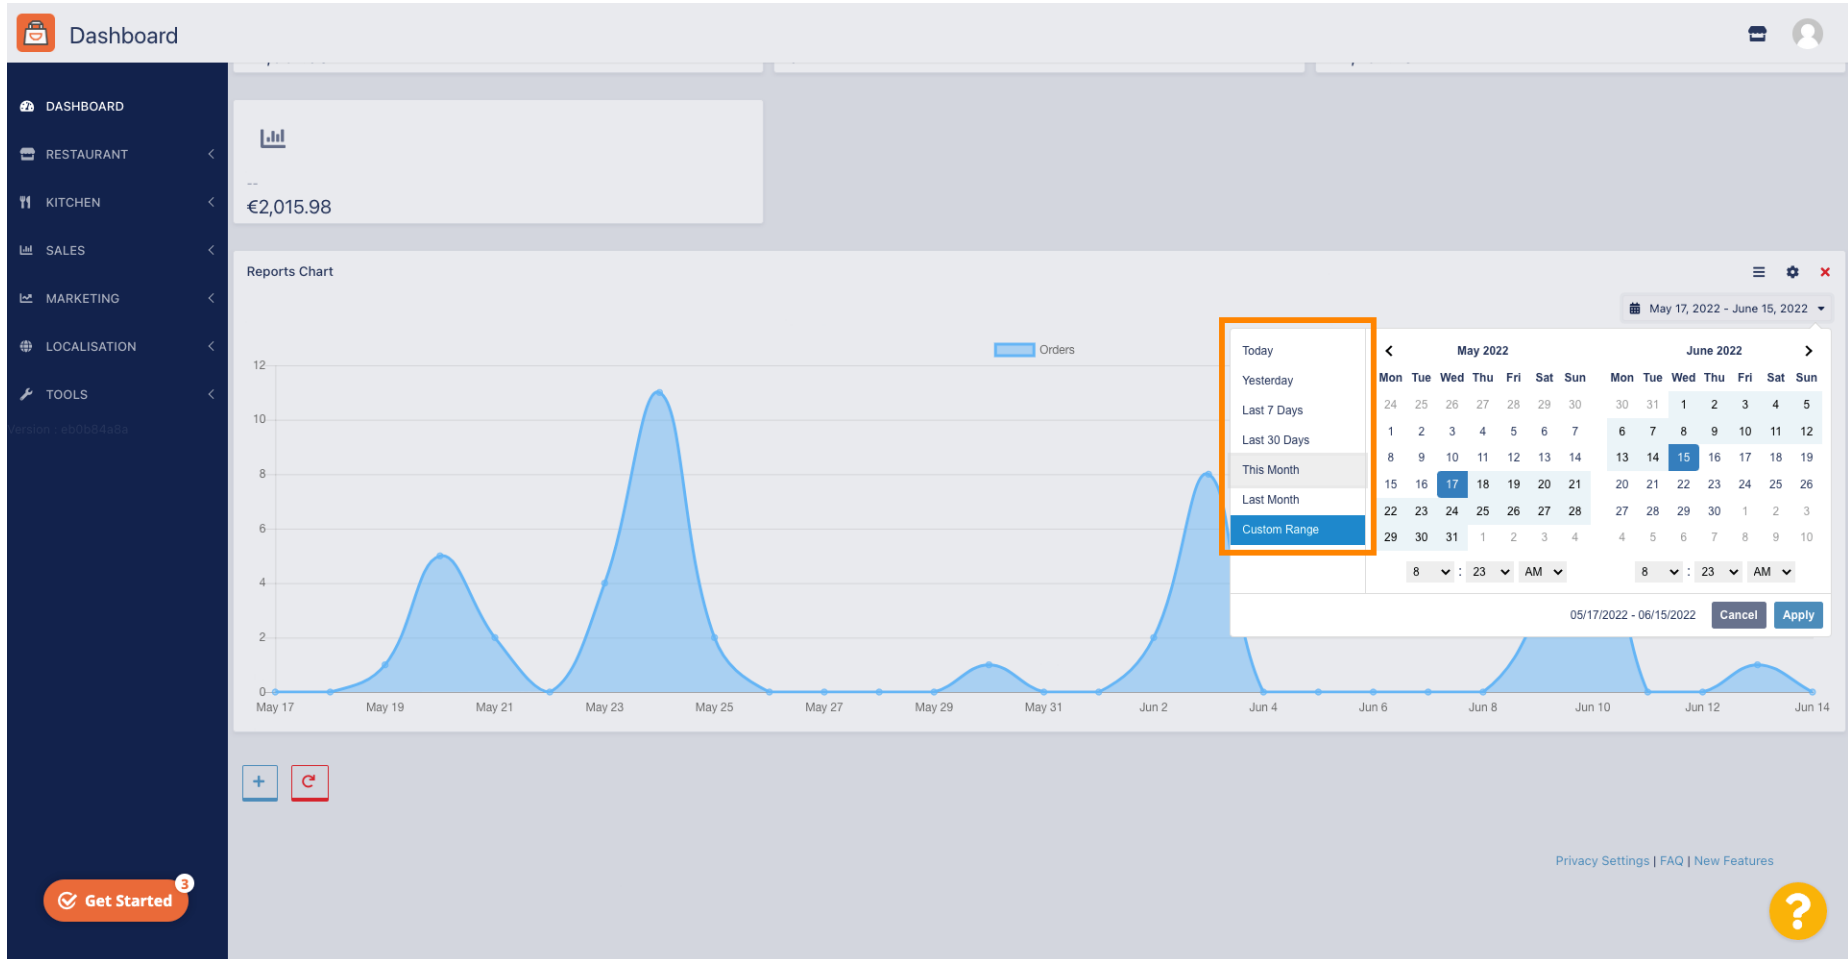 Dashboard
DASHBOARD
RESTAURANT
KITCHEN
SALES
MARKETING
LOCALISATION
TOOLS
Version : eb0b84a8a
--
€2,015.98
Reports Chart
May 17, 2022 - June 15, 2022
Orders
12
10
8
6
4
2
0
May 17 May 19 May 21 May 23 May 25 May 27 May 29 May 31 Jun 2 Jun 4 Jun 6 Jun 8 Jun 10 Jun 12 Jun 14
Today
Yesterday
Last 7 Days
Last 30 Days
This Month
Last Month
Custom Range
May 2022
Mon Tue Wed Thu Fri Sat Sun
24 25 26 27 28 29 30
1 2 3 4 5 6 7
8 9 10 11 12 13 14
15 16 17 18 19 20 21
22 23 24 25 26 27 28
29 30 31 1 2 3 4
8 : 23 AM
June 2022
Mon Tue Wed Thu Fri Sat Sun
30 31 1 2 3 4 5
6 7 8 9 10 11 12
13 14 15 16 17 18 19
20 21 22 23 24 25 26
27 28 29 30 1 2 3
4 5 6 7 8 9 10
8 : 23 AM
05/17/2022 - 06/15/2022 Cancel Apply
Privacy Settings | FAQ | New Features
Get Started
3
?